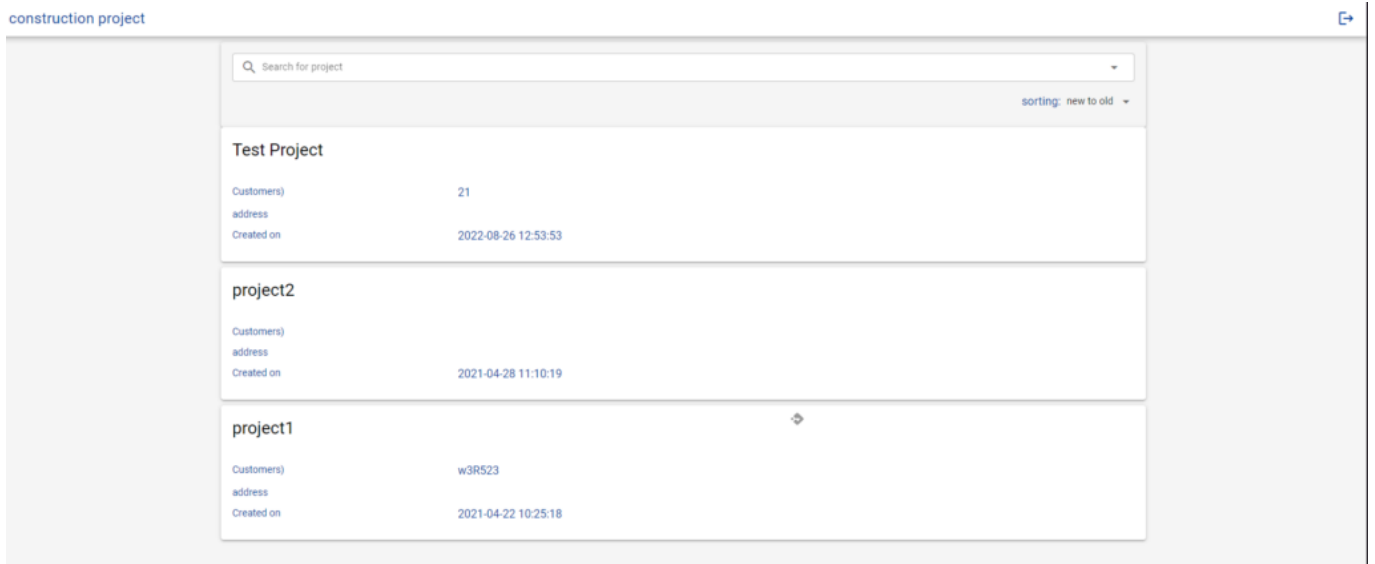 construction project
Search for project
sorting: new to old
Test Project
Customers) 21
address
Created on 2022-08-26 12:53:53
project2
Customers)
address
Created on 2021-04-28 11:10:19
project1
Customers) w3R523
address
Created on 2021-04-22 10:25:18